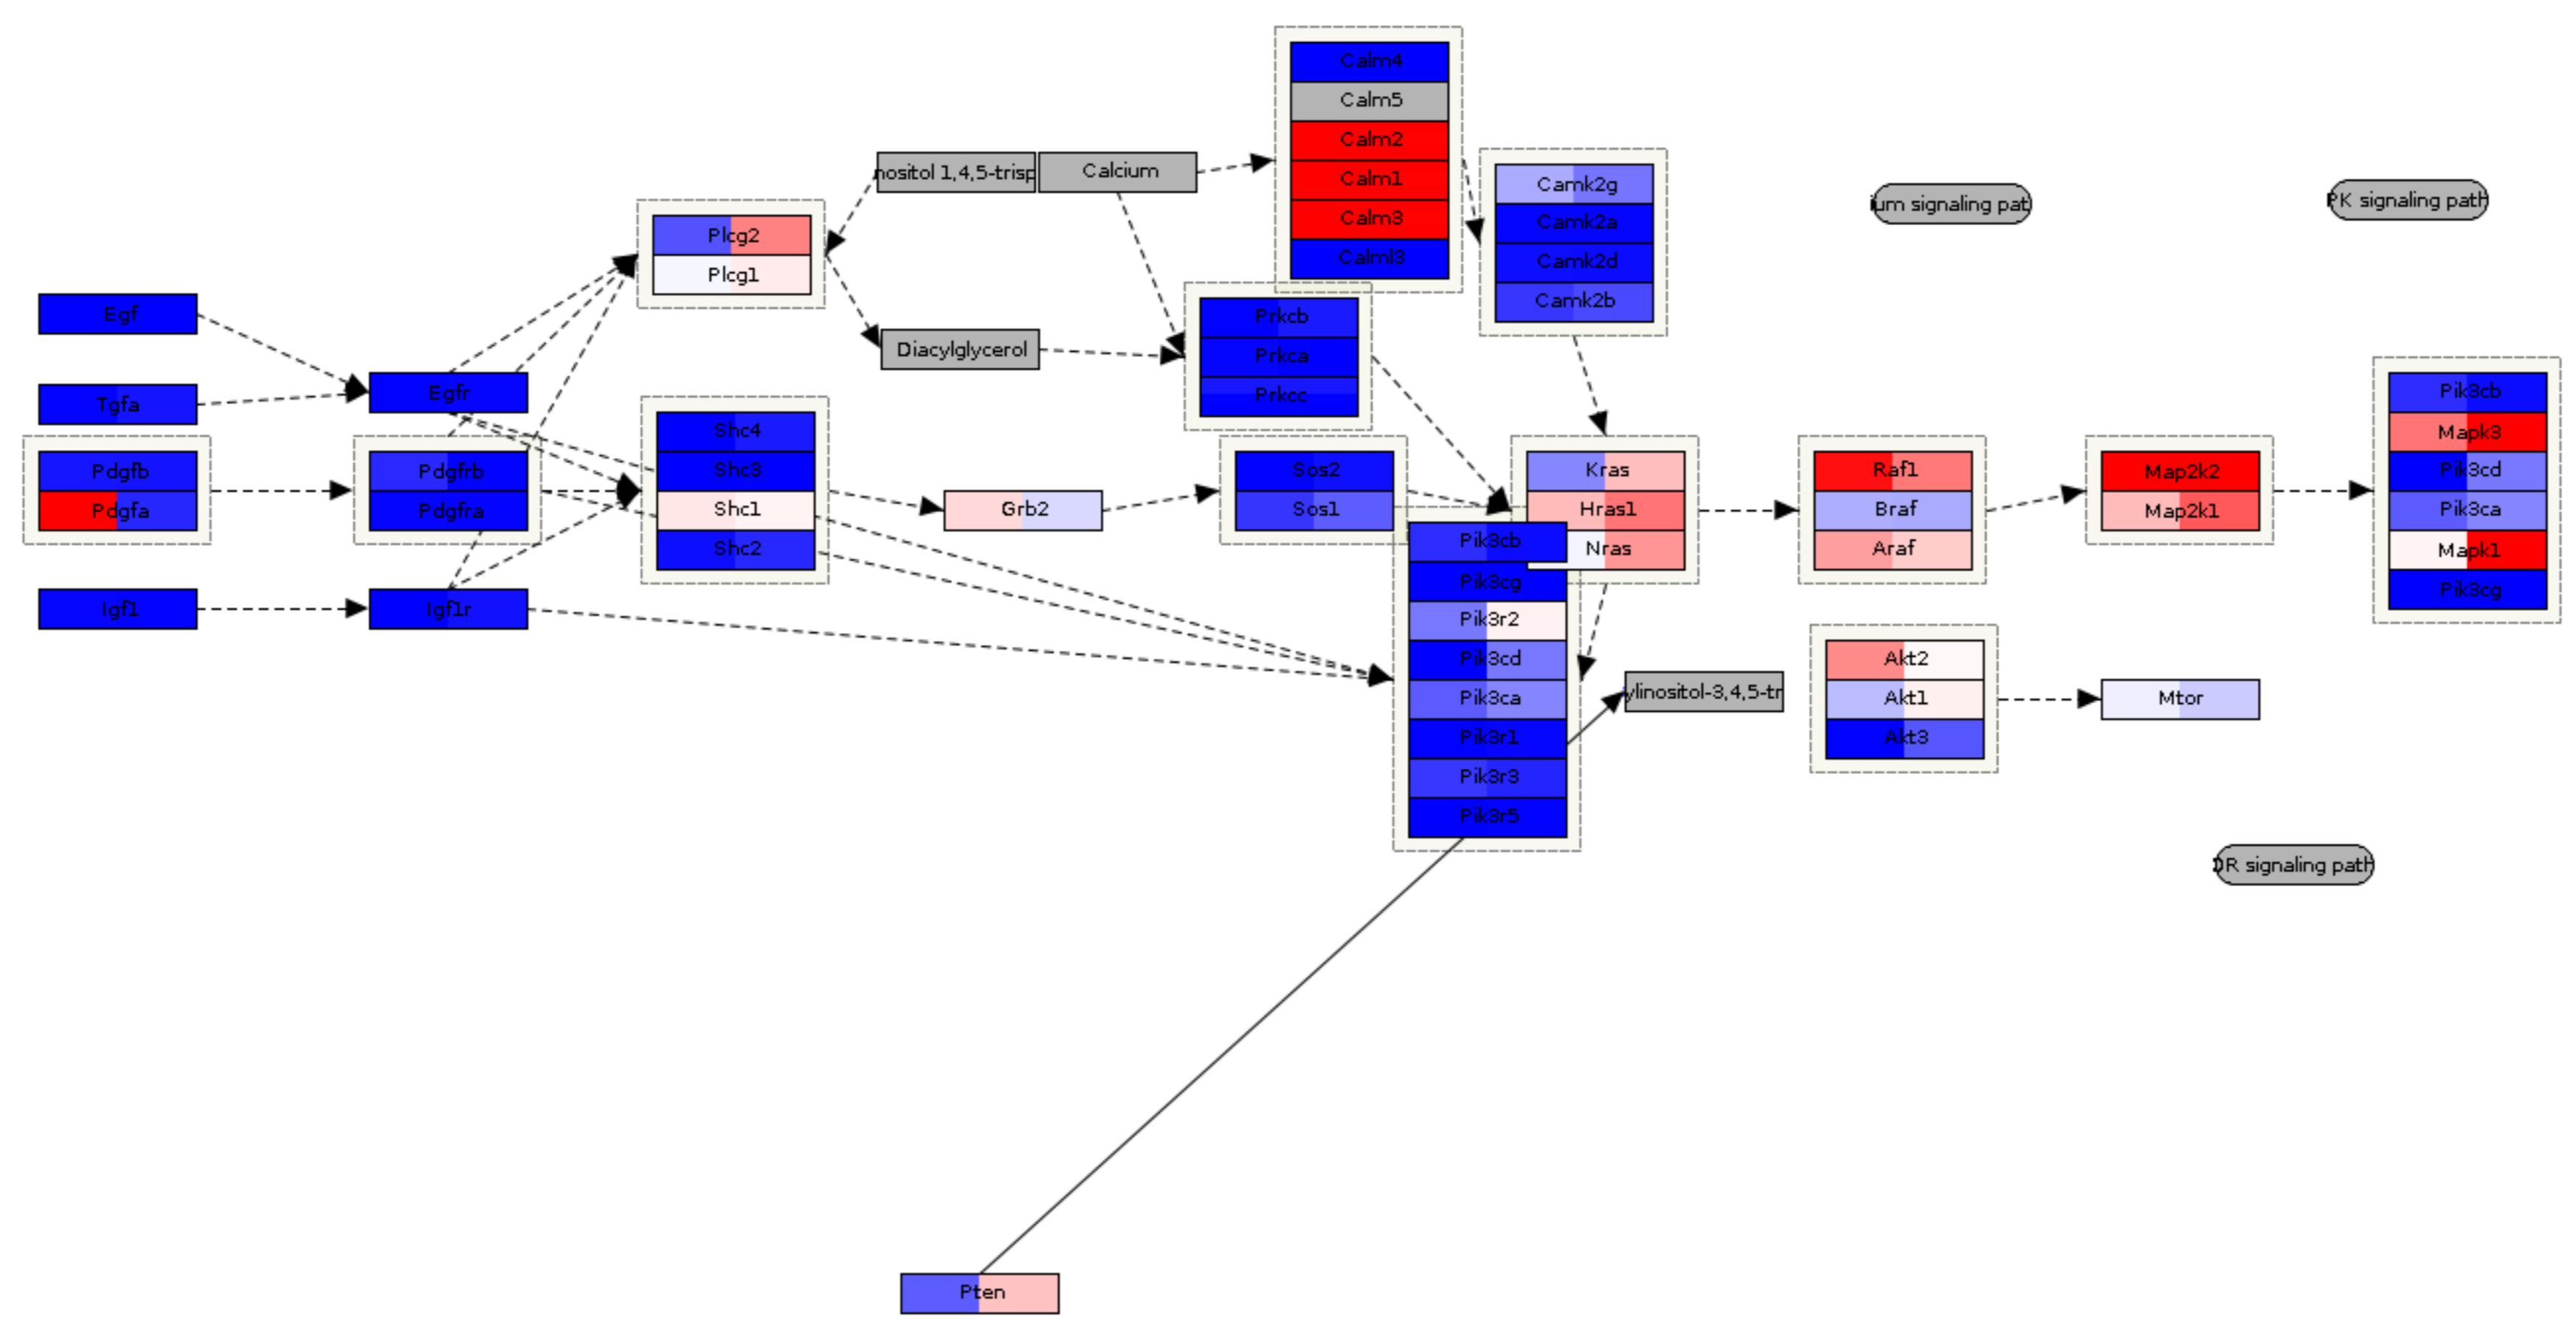 Calm4
Calm5
Calm2
Calm1
Calm3
Calml3
nositol 1,4,5-trisp
Calcium
Camk2g
Camk2a
Camk2d
Camk2b
ium signaling pat
PK signaling path
Plcg2
Plcg1
Egf
Tgfa
Pdgfb
Pdgfa
Igf1
Egfr
Pdgfrb
Pdgfra
Igf1r
Diacylglycerol
Prkcb
Prkca
Prkcc
Shc4
Shc3
Shc1
Shc2
Grb2
Sos2
Sos1
Kras
Hras1
Nras
Raf1
Braf
Araf
Map2k2
Map2k1
Pik3cb
Mapk3
Pik3cd
Pik3ca
Mapk1
Pik3cg
Pik3cb
Pik3cg
Pik3r2
Pik3cd
Pik3ca
Pik3r1
Pik3r3
Pik3r5
ylinositol-3,4,5-tr
Akt2
Akt1
Akt3
Mtor
OR signaling path
Pten